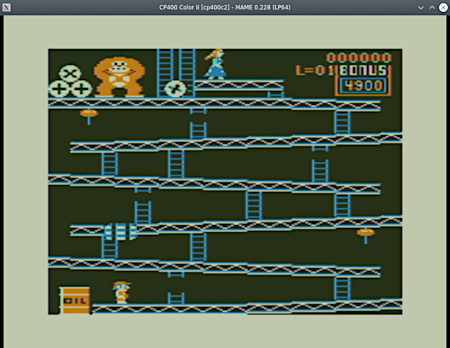 CP400 Color II [cp400c2] - MAME 0.228 (LP64)
000000
L=01 BONUS
4900
OIL